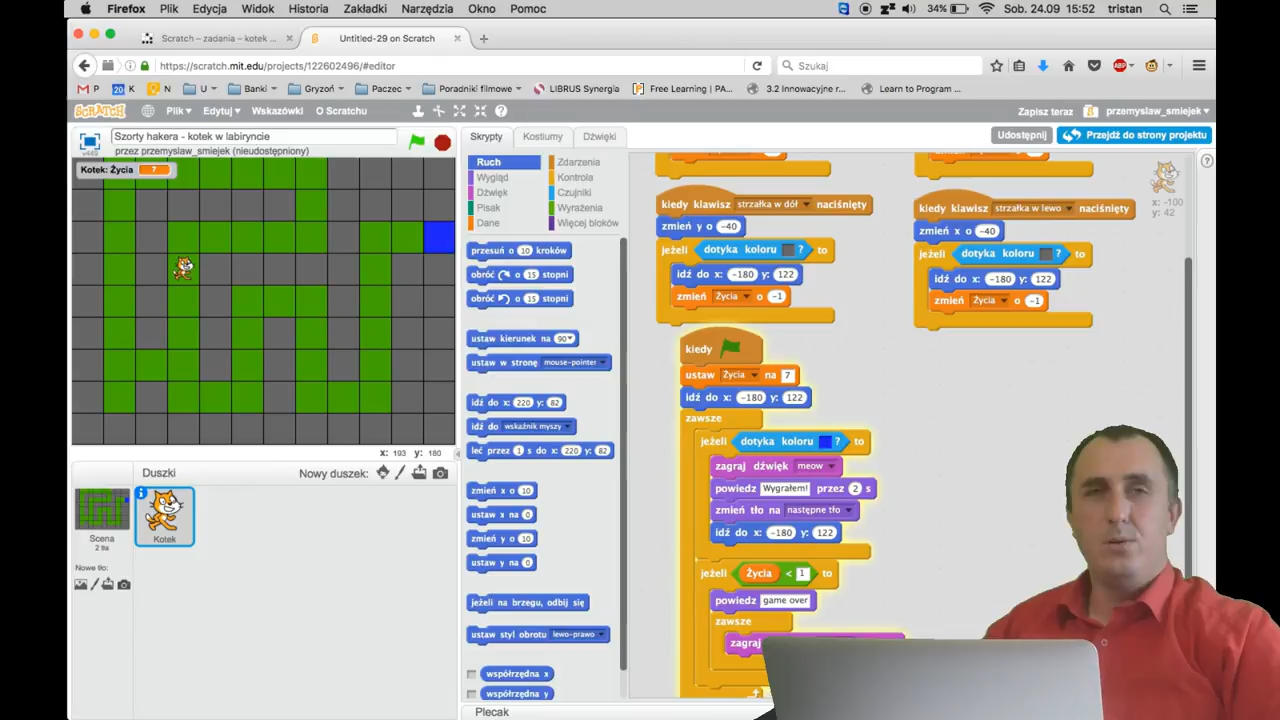 Firefox Plik Edycja Widok Historia Zakładki Narzędzia Okno Pomoc 34% Sob. 24.09 15:52 tristan
Scratch – zadania – kotek ... × Untitled-29 on Scratch ×
https://scratch.mit.edu/projects/122602496/#editor Szukaj
M P 20 K N U Banki Gryzoń Paczec Poradniki filmowe LIBRUS Synergia Free Learning | PA... 3.2 Innowacyjne r... Learn to Program ...
SCRATCH Plik Edytuj Wskazówki O Scratchu Zapisz teraz przemyslaw_smiejek
Szorty hakera - kotek w labiryncie
v449 przez przemyslaw_smiejek (nieudostępniony)
Skrypty Kostiumy Dźwięki
Udostępnij Przejdź do strony projektu
Kotek: Życia 7
Ruch Zdarzenia
Wygląd Kontrola
Dźwięk Czujniki
Pisak Wyrażenia
Dane Więcej bloków
przesuń o 10 kroków
obróć o 15 stopni
obróć o 15 stopni
ustaw kierunek na 90
ustaw w stronę mouse-pointer
idź do x: 220 y: 82
idź do wskaźnik myszy
leć przez 1 s do x: 220 y: 82
zmień x o 10
ustaw x na 0
zmień y o 10
ustaw y na 0
jeżeli na brzegu, odbij się
ustaw styl obrotu lewo-prawo
współrzędna x
współrzędna y
kiedy klawisz strzałka w dół naciśnięty
zmień y o -40
jeżeli dotyka koloru ? to
idź do x: -180 y: 122
zmień Życia o -1
kiedy klawisz strzałka w lewo naciśnięty
zmień x o -40
jeżeli dotyka koloru ? to
idź do x: -180 y: 122
zmień Życia o -1
x: -100
y: 42
kiedy
ustaw Życia na 7
idź do x: -180 y: 122
zawsze
jeżeli dotyka koloru ? to
zagraj dźwięk meow
powiedz Wygrałem! przez 2 s
zmień tło na następne tło
idź do x: -180 y: 122
jeżeli Życia < 1 to
powiedz game over
zawsze
zagraj
x: 193 y: 180
Duszki Nowy duszek:
Scena
2 tła
Kotek
Nowe tło:
Plecak